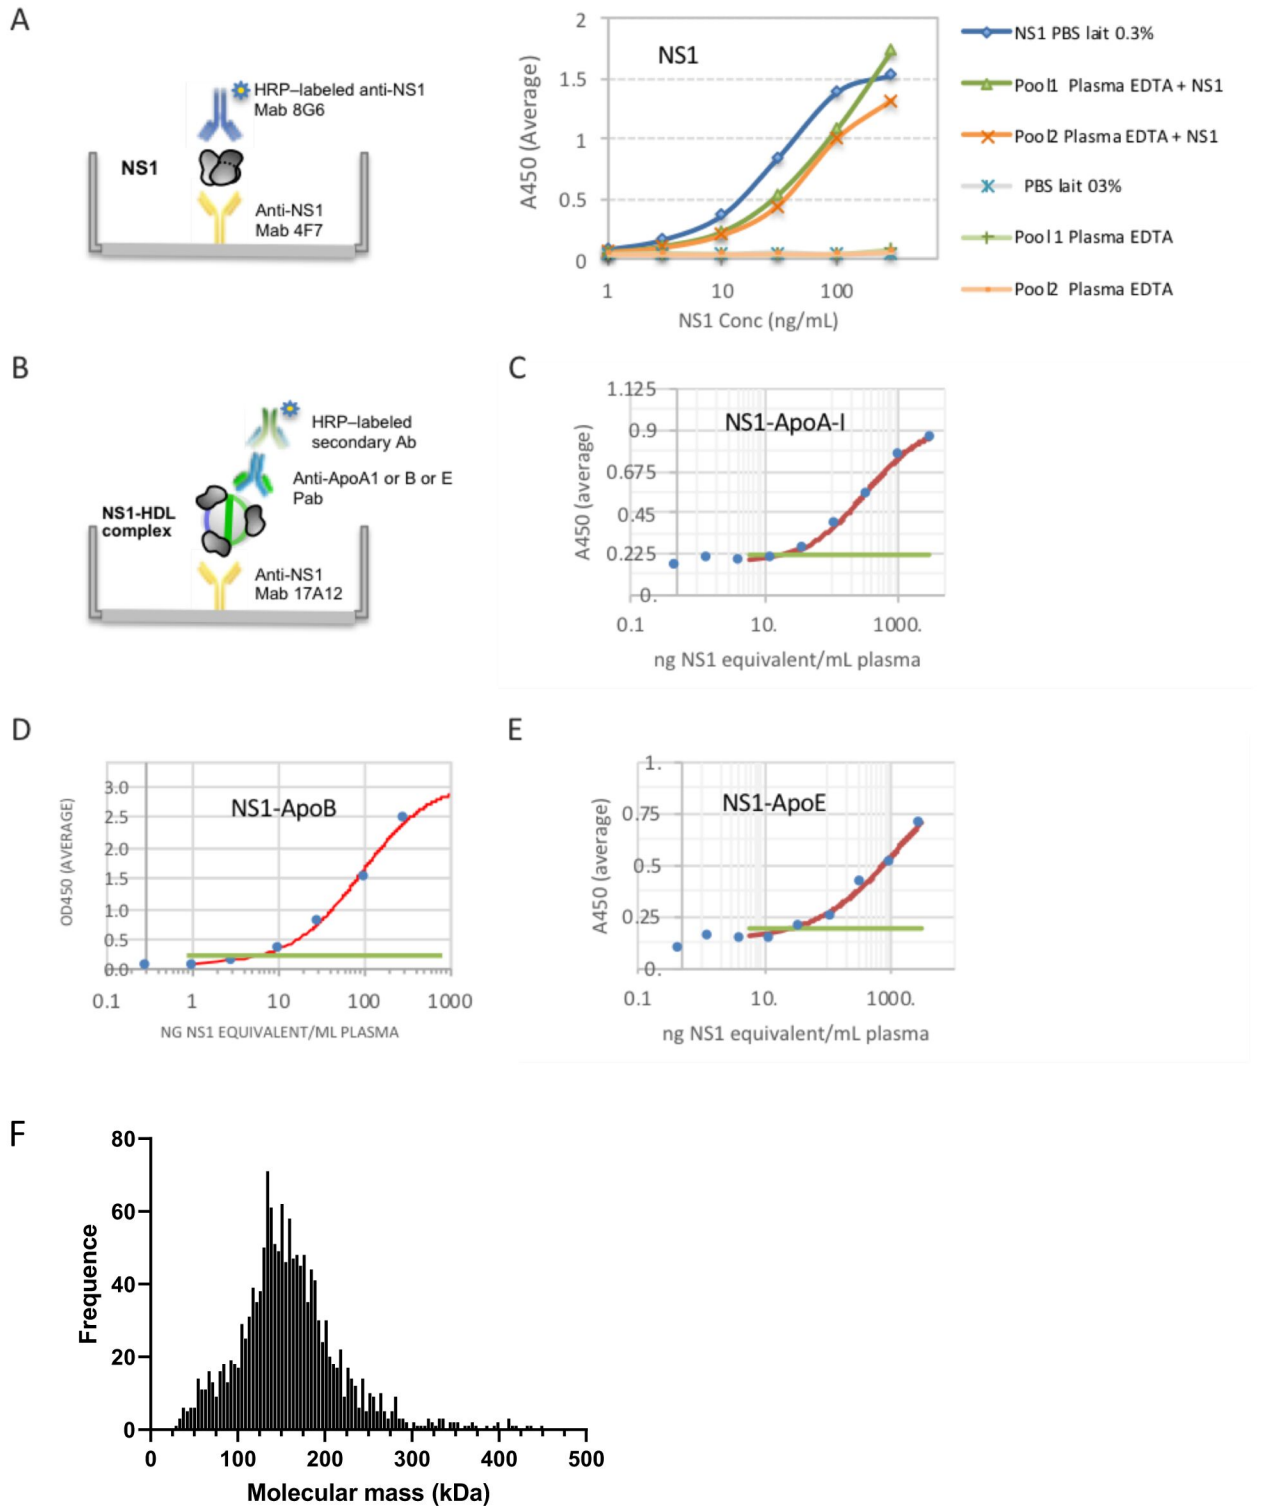 A
HRP–labeled anti-NS1
Mab 8G6
NS1
Anti-NS1
Mab 4F7
NS1
A450 (Average)
2
1.5
1
0.5
0
1
10
100
NS1 Conc (ng/mL)
NS1 PBS lait 0.3%
Pool1 Plasma EDTA + NS1
Pool2 Plasma EDTA + NS1
PBS lait 03%
Pool1 Plasma EDTA
Pool2 Plasma EDTA
B
HRP–labeled
secondary Ab
Anti-ApoA1 or B or E
Pab
NS1-HDL
complex
Anti-NS1
Mab 17A12
C
NS1-ApoA-I
A450 (average)
1.125
0.9
0.675
0.45
0.225
0.
0.1
10.
1000.
ng NS1 equivalent/mL plasma
D
NS1-ApoB
OD450 (AVERAGE)
3.0
2.5
2.0
1.5
1.0
0.5
0.0
0.1
1
10
100
1000
NG NS1 EQUIVALENT/ML PLASMA
E
NS1-ApoE
A450 (average)
1.
0.75
0.5
0.25
0.
0.1
10.
1000.
ng NS1 equivalent/mL plasma
F
Frequence
80
60
40
20
0
0
100
200
300
400
500
Molecular mass (kDa)